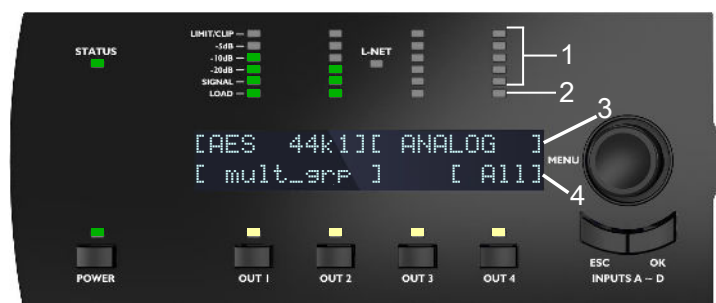 LIMIT/CLIP
-5dB
-10dB
-20dB
SIGNAL
LOAD
STATUS
L-NET
1
2
3
[AES 44k1][ ANALOG ]
MENU
[ mult_grp ] [ All]
4
POWER
OUT 1
OUT 2
OUT 3
OUT 4
ESC OK
INPUTS A – D